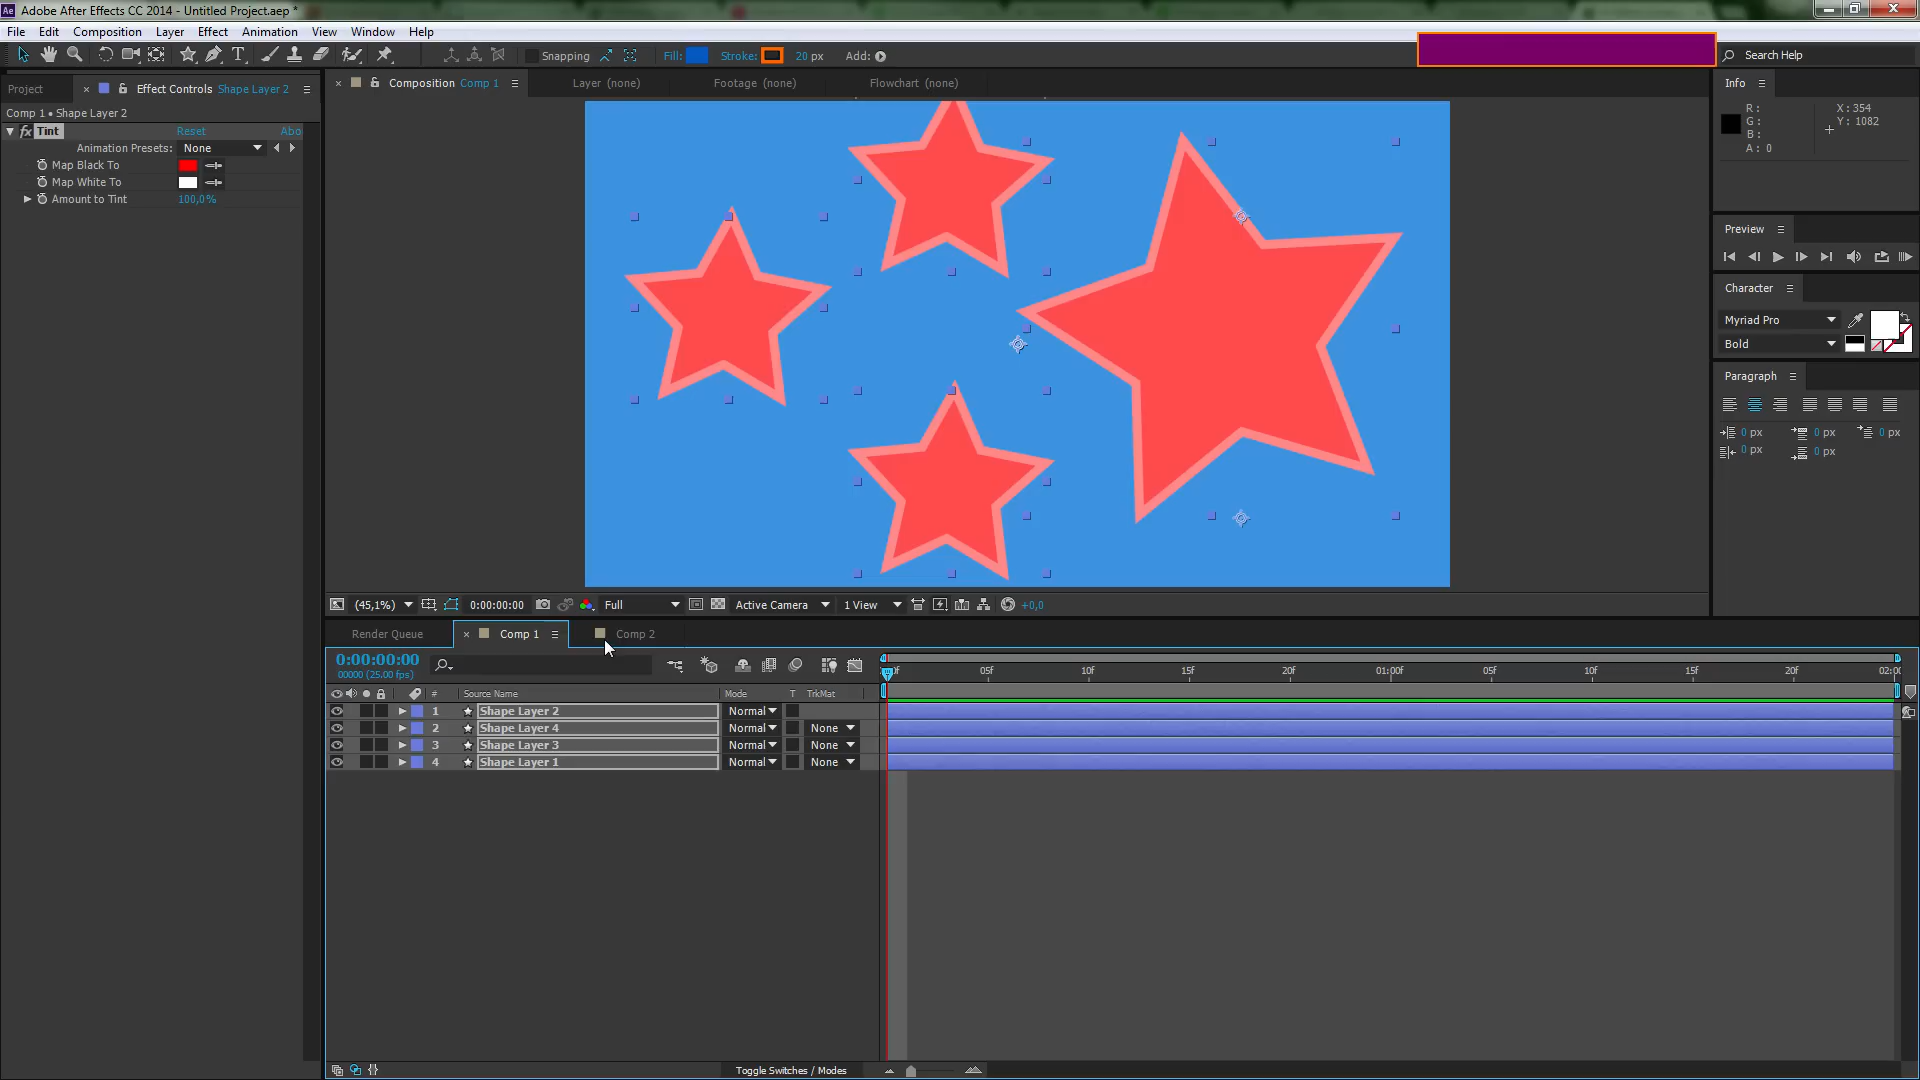 Ae Adobe After Effects CC 2014 - Untitled Project.aep *
File Edit Composition Layer Effect Animation View Window Help
T Snapping Fill: Stroke: 20 px Add: Search Help
Project × Effect Controls Shape Layer 2
Comp 1 • Shape Layer 2
fx Tint Reset Abo
Animation Presets: None
Map Black To
Map White To
Amount to Tint 100,0%
× Composition Comp 1 Layer (none) Footage (none) Flowchart (none)
Info
R: X: 354
G: Y: 1082
B:
A: 0
Preview
Character
Myriad Pro
Bold
Paragraph
0 px 0 px 0 px
0 px 0 px
(45,1%) 0:00:00:00 Full Active Camera 1 View +0,0
Render Queue × Comp 1 Comp 2
0:00:00:00
00000 (25.00 fps)
05f 10f 15f 20f 01:00f 05f 10f 15f 20f 02:0
# Source Name Mode T TrkMat
1 Shape Layer 2 Normal
2 Shape Layer 4 Normal None
3 Shape Layer 3 Normal None
4 Shape Layer 1 Normal None
Toggle Switches / Modes